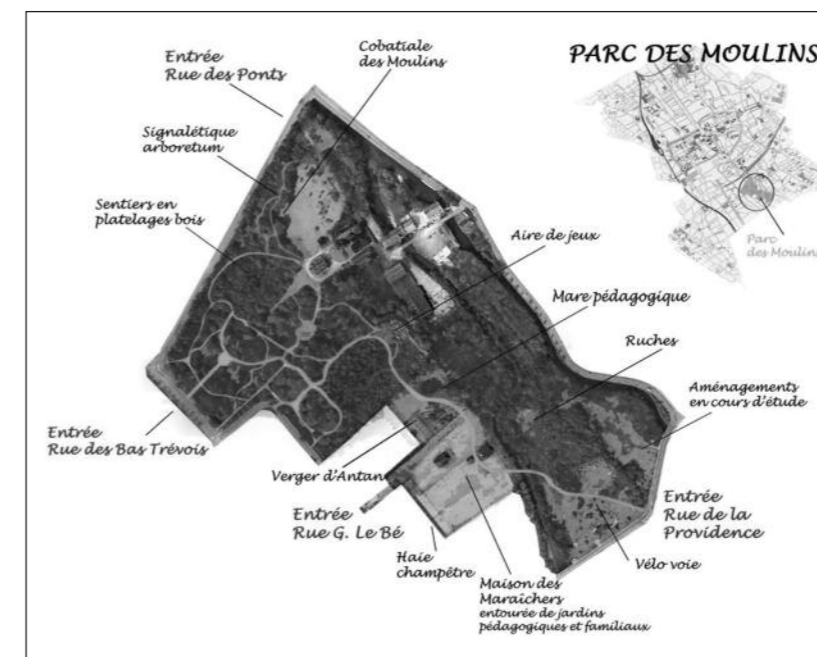 PARC DES MOULINS
Entrée
Rue des Ponts
Cobatiale
des Moulins
Signalétique
arboretum
Sentiers en
platelages bois
Aire de jeux
Parc
des Moulins
Mare pédagogique
Ruches
Aménagements
en cours d'étude
Entrée
Rue des Bas Trévois
Verger d'Antan
Entrée
Rue G. Le Bé
Entrée
Rue de la
Providence
Haie
champêtre
Vélo voie
Maison des
Maraîchers
entourée de jardins
pédagogiques et familiaux